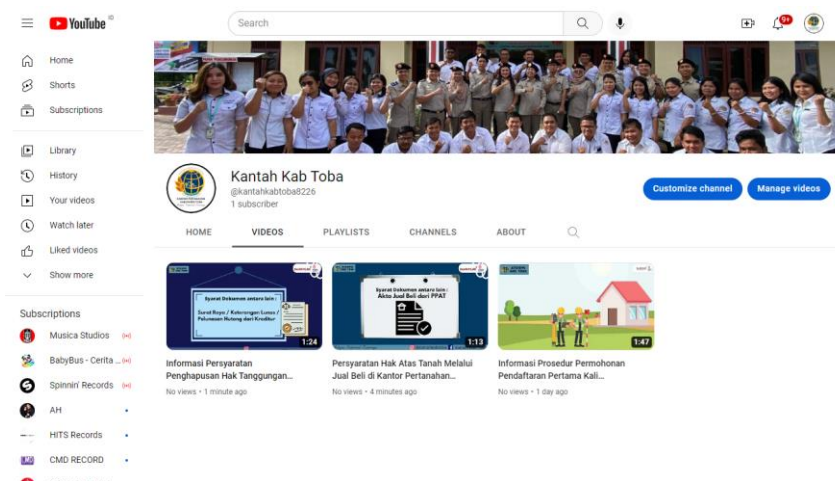 YouTube ID
Search
9+
Home
Shorts
Subscriptions
Library
History
Your videos
Watch later
Liked videos
Show more
Subscriptions
Musica Studios
BabyBus - Cerita ...
Spinnin' Records
AH
HITS Records
CMD RECORD
Kantah Kab Toba
@kantahkabtoba8226
1 subscriber
Customize channel
Manage videos
HOME
VIDEOS
PLAYLISTS
CHANNELS
ABOUT
Syarat Dokumen antara lain :
Surat Roya / Keterangan Lunas /
Pelunasan Hutang dari Kreditur
1:24
Informasi Persyaratan
Penghapusan Hak Tanggungan...
No views • 1 minute ago
Syarat Dokumen antara lain :
Akta Jual Beli dari PPAT
1:13
Persyaratan Hak Atas Tanah Melalui
Jual Beli di Kantor Pertanahan...
No views • 4 minutes ago
1:47
Informasi Prosedur Permohonan
Pendaftaran Pertama Kali...
No views • 1 day ago